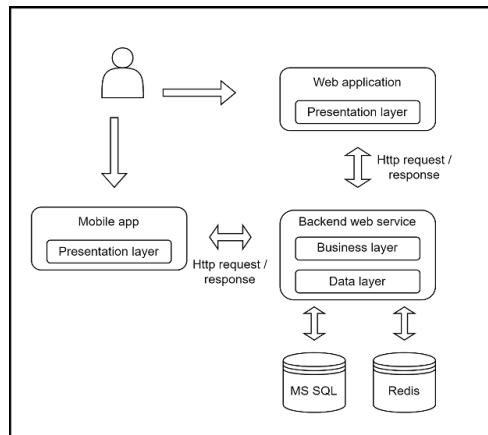 Web application
Presentation layer
Http request /
response
Mobile app
Presentation layer
Http request /
response
Backend web service
Business layer
Data layer
MS SQL
Redis